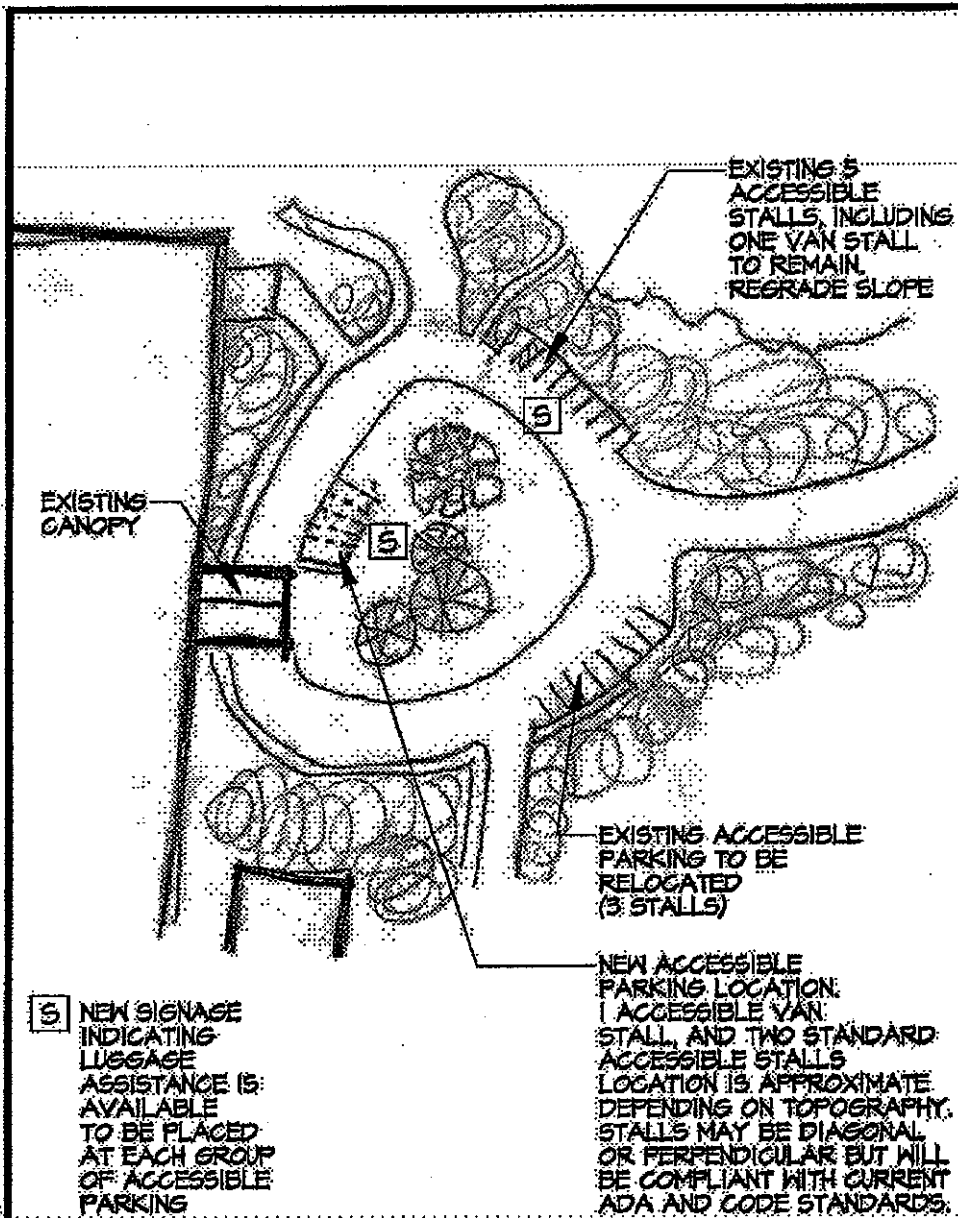 EXISTING 5
ACCESSIBLE
STALLS, INCLUDING
ONE VAN STALL
TO REMAIN.
REGRADE SLOPE
S
EXISTING
CANOPY
S
EXISTING ACCESSIBLE
PARKING TO BE
RELOCATED
(3 STALLS)
S NEW SIGNAGE
INDICATING
LUGGAGE
ASSISTANCE IS
AVAILABLE
TO BE PLACED
AT EACH GROUP
OF ACCESSIBLE
PARKING
NEW ACCESSIBLE
PARKING LOCATION.
1 ACCESSIBLE VAN
STALL, AND TWO STANDARD
ACCESSIBLE STALLS
LOCATION IS APPROXIMATE
DEPENDING ON TOPOGRAPHY.
STALLS MAY BE DIAGONAL
OR PERPENDICULAR BUT WILL
BE COMPLIANT WITH CURRENT
ADA AND CODE STANDARDS.